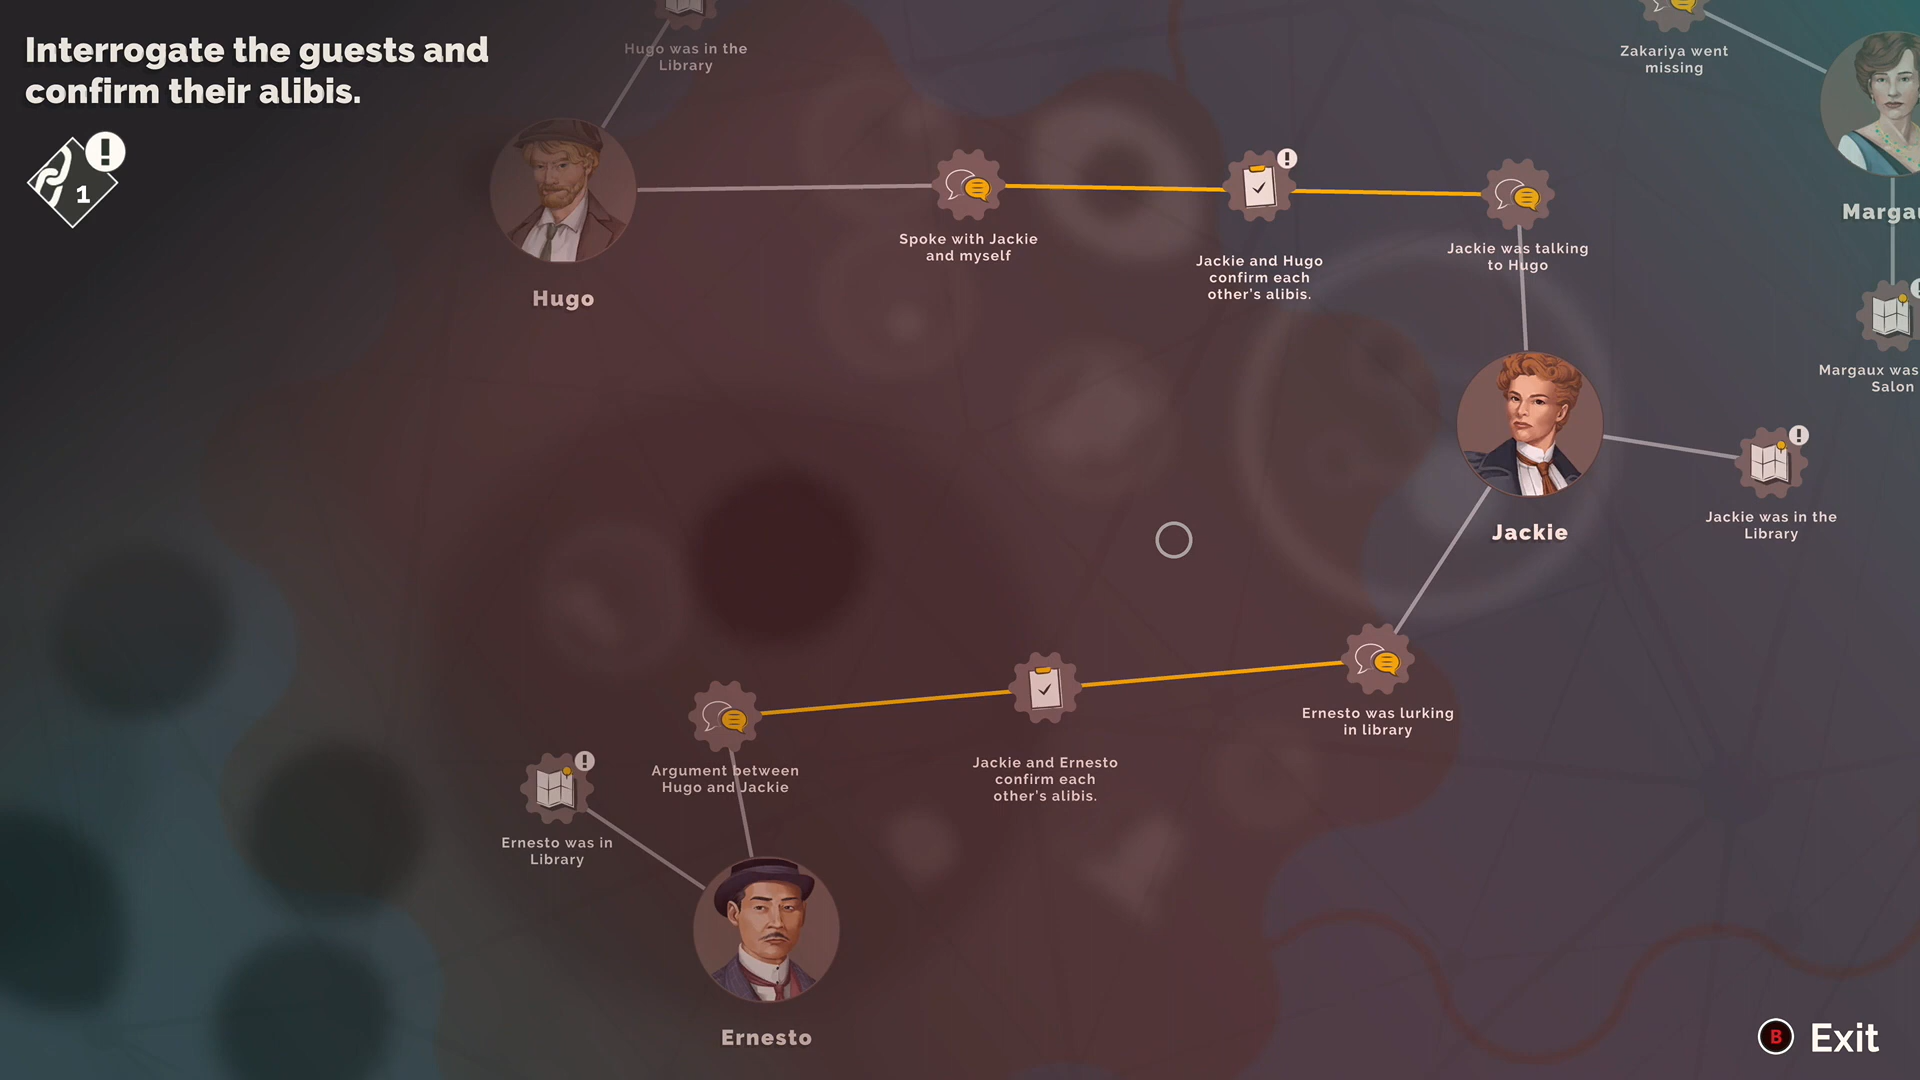 Interrogate the guests and
confirm their alibis.
1
Hugo was in the
Library
Zakariya went
missing
Hugo
Spoke with Jackie
and myself
Jackie and Hugo
confirm each
other's alibis.
Jackie was talking
to Hugo
Margaux was
Salon
Jackie
Jackie was in the
Library
Ernesto was lurking
in library
Argument between
Hugo and Jackie
Jackie and Ernesto
confirm each
other's alibis.
Ernesto was in
Library
Ernesto
B Exit